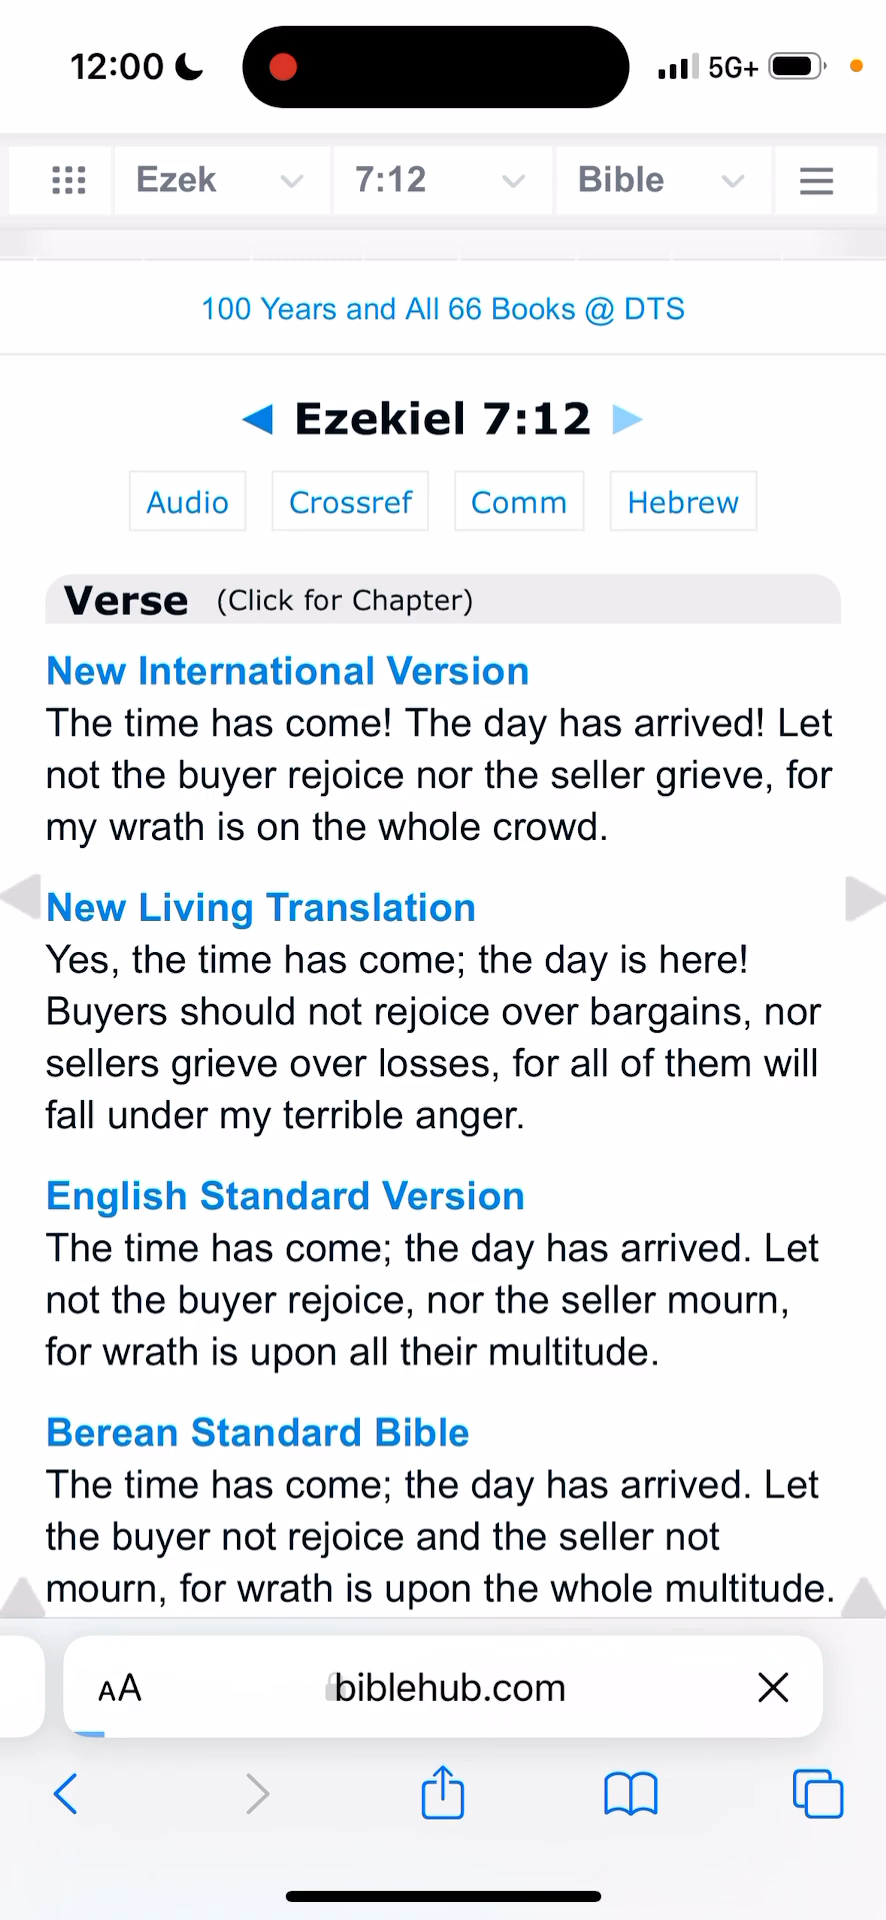 12:00
5G+
Ezek
7:12
Bible
100 Years and All 66 Books @ DTS
Ezekiel 7:12
Audio
Crossref
Comm
Hebrew
Verse (Click for Chapter)
New International Version
The time has come! The day has arrived! Let
not the buyer rejoice nor the seller grieve, for
my wrath is on the whole crowd.
New Living Translation
Yes, the time has come; the day is here!
Buyers should not rejoice over bargains, nor
sellers grieve over losses, for all of them will
fall under my terrible anger.
English Standard Version
The time has come; the day has arrived. Let
not the buyer rejoice, nor the seller mourn,
for wrath is upon all their multitude.
Berean Standard Bible
The time has come; the day has arrived. Let
the buyer not rejoice and the seller not
mourn, for wrath is upon the whole multitude.
AA
biblehub.com